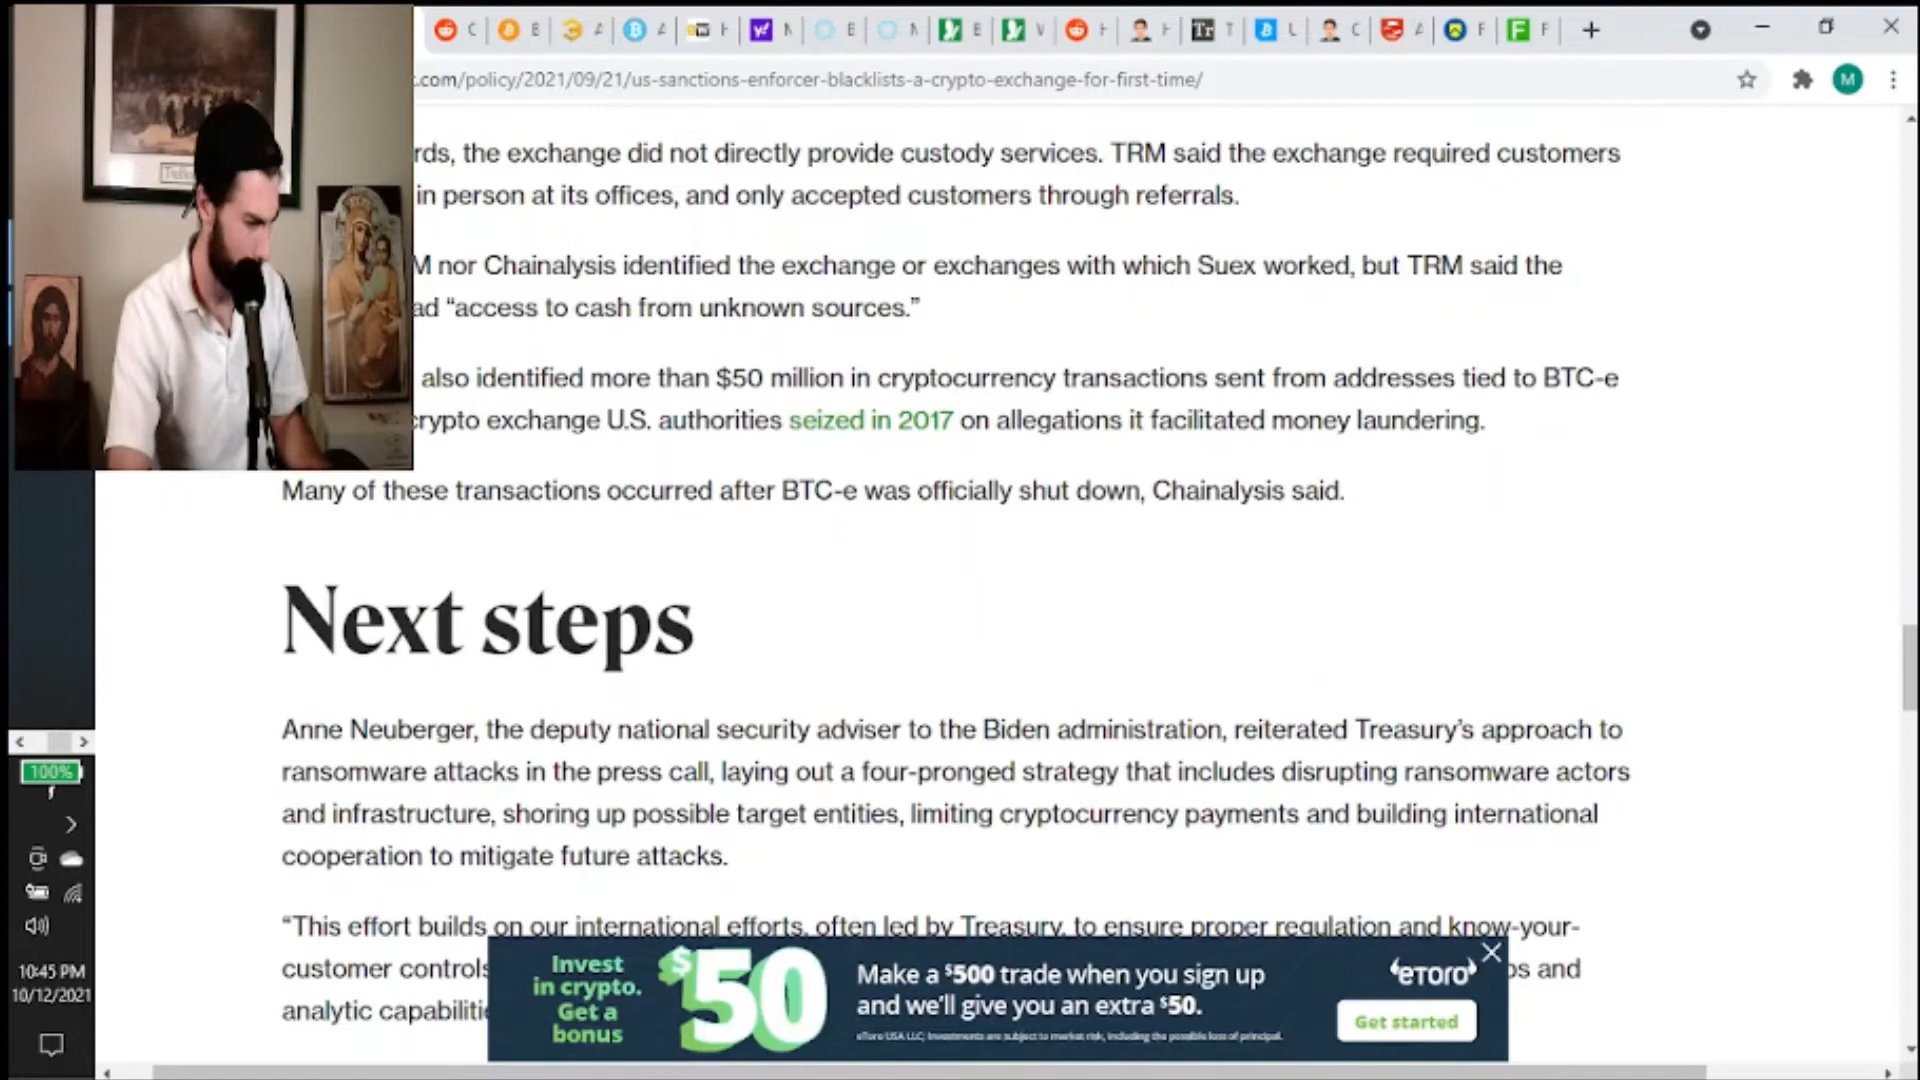 C
E
A
A
H
y!
N
E
N
E
V
H
H
Tr
T
L
C
A
F
F
F
.com/policy/2021/09/21/us-sanctions-enforcer-blacklists-a-crypto-exchange-for-first-time/
M
rds, the exchange did not directly provide custody services. TRM said the exchange required customers
in person at its offices, and only accepted customers through referrals.
M nor Chainalysis identified the exchange or exchanges with which Suex worked, but TRM said the
ad “access to cash from unknown sources.”
also identified more than $50 million in cryptocurrency transactions sent from addresses tied to BTC-e
crypto exchange U.S. authorities seized in 2017 on allegations it facilitated money laundering.
Many of these transactions occurred after BTC-e was officially shut down, Chainalysis said.
Next steps
Anne Neuberger, the deputy national security adviser to the Biden administration, reiterated Treasury’s approach to
ransomware attacks in the press call, laying out a four-pronged strategy that includes disrupting ransomware actors
and infrastructure, shoring up possible target entities, limiting cryptocurrency payments and building international
cooperation to mitigate future attacks.
“This effort builds on our international efforts, often led by Treasury, to ensure proper regulation and know-your-
customer controls
ps and
analytic capabiliti
Invest
in crypto.
Get a
bonus
$50
Make a $500 trade when you sign up
and we’ll give you an extra $50.
eToro USA LLC; Investments are subject to market risk, including the possible loss of principal.
eToro
Get started
100%
10:45 PM
10/12/2021